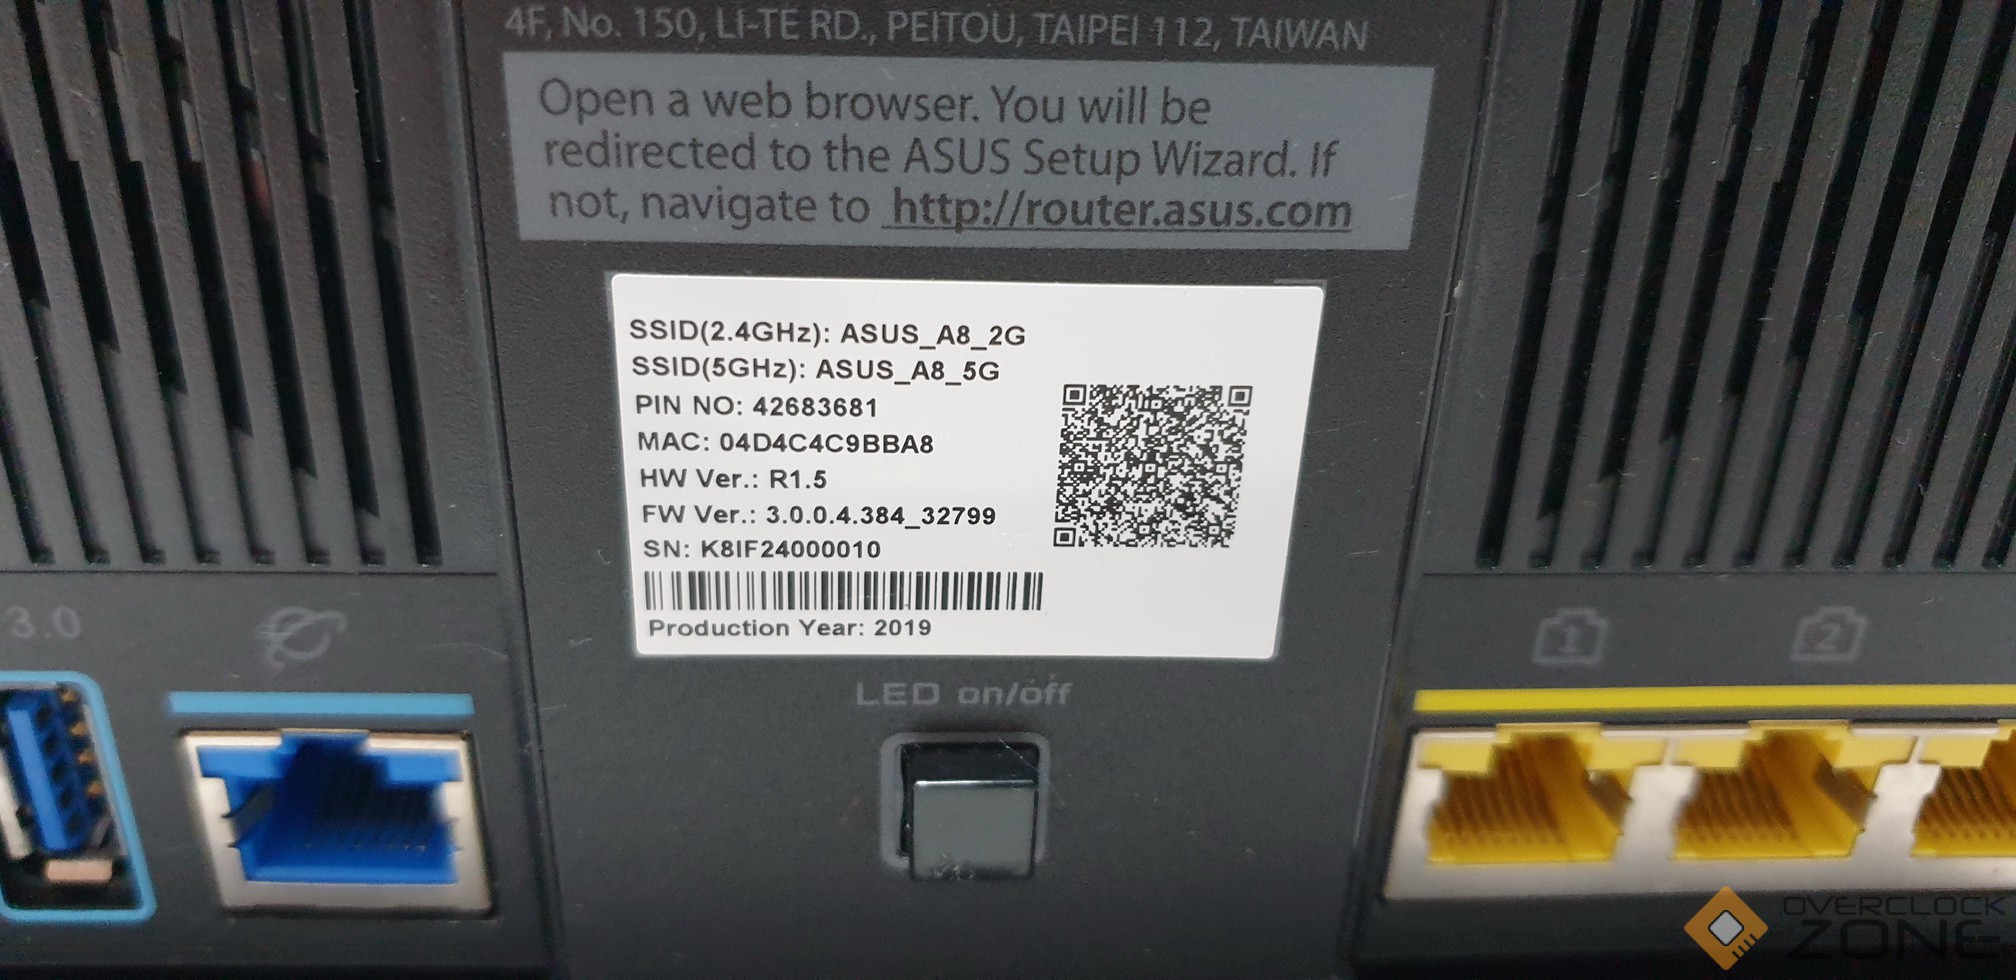 4F, No. 150, LI-TE RD., PEITOU, TAIPEI 112, TAIWAN
Open a web browser. You will be
redirected to the ASUS Setup Wizard. If
not, navigate to http://router.asus.com
SSID(2.4GHz): ASUS_A8_2G
SSID(5GHz): ASUS_A8_5G
PIN NO: 42683681
MAC: 04D4C4C9BBA8
HW Ver.: R1.5
FW Ver.: 3.0.0.4.384_32799
SN: K8IF24000010
Production Year: 2019
3.0
1
2
LED on/off
OVERCLOCK
ZONE